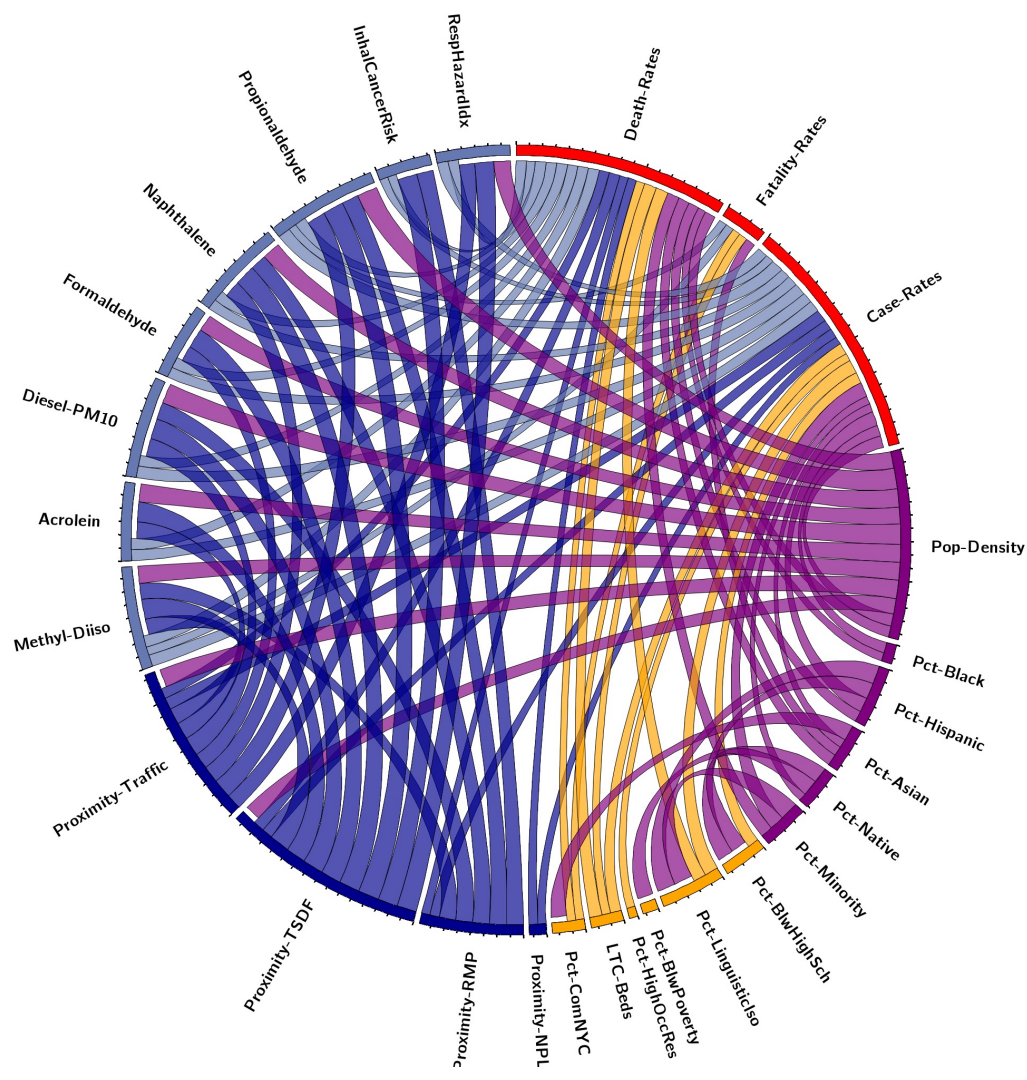 Death-Rates
Fatality-Rates
Case-Rates
Pop-Density
Pct-Black
Pct-Hispanic
Pct-Asian
Pct-Native
Pct-Minority
Pct-BlwHighSch
Pct-LinguisticIso
Pct-BlwPoverty
Pct-HighOccRes
LTC-Beds
Pct-ComNYC
Proximity-NPL
Proximity-RMP
Proximity-TSDF
Proximity-Traffic
Methyl-Diiso
Acrolein
Diesel-PM10
Formaldehyde
Naphthalene
Propionaldehyde
InhalCancerRisk
RespHazardIdx